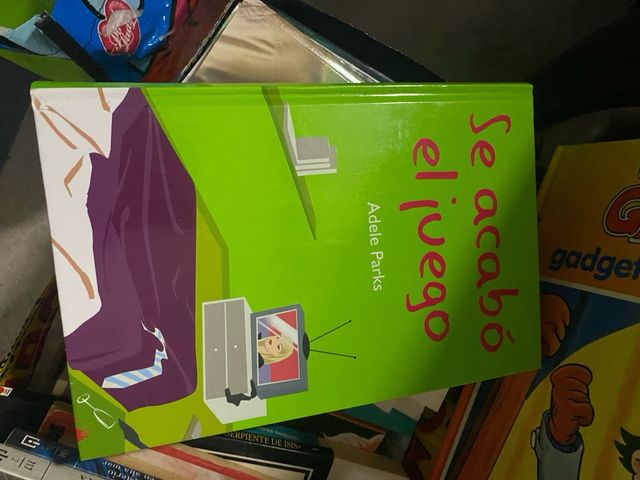 Se acabó
el juego
Adele Parks
gadget
SERPIENTE DE ISIS